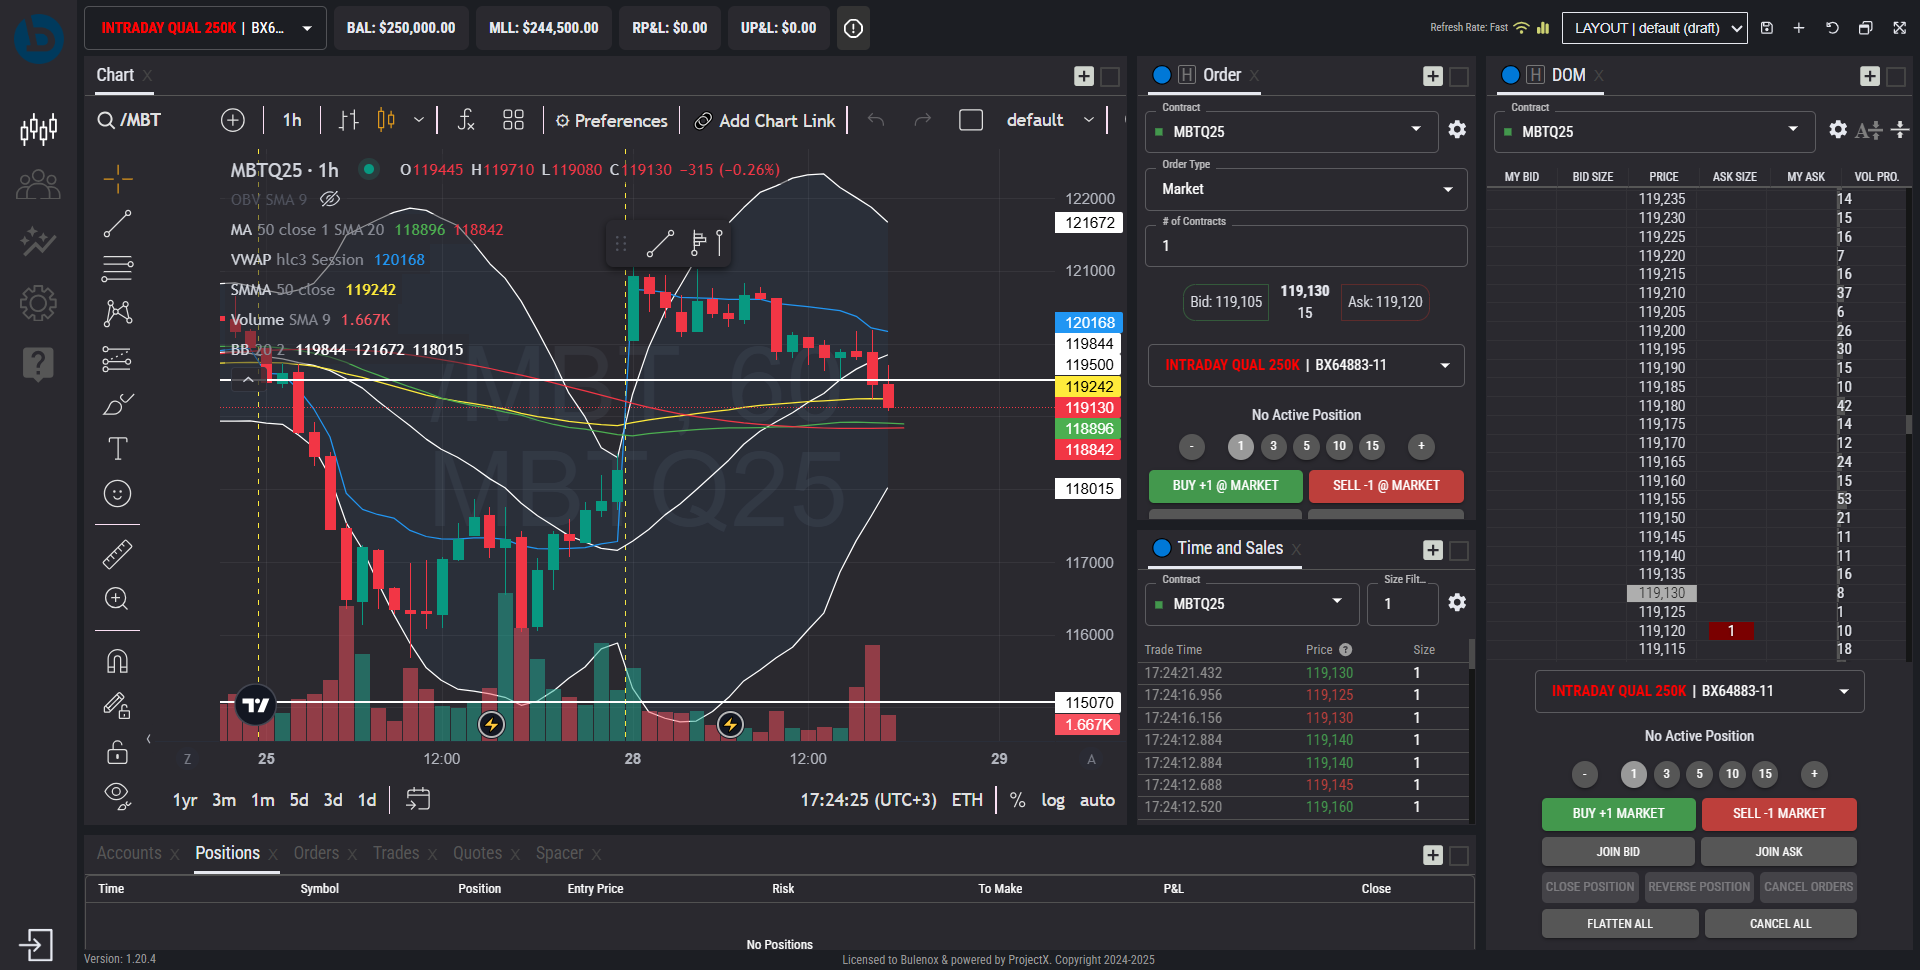 INTRADAY QUAL 250K | BX6...
BAL: $250,000.00
MLL: $244,500.00
RP&L: $0.00
UP&L: $0.00
Refresh Rate: Fast
LAYOUT | default (draft)
Chart X
/MBT
1h
Preferences
Add Chart Link
default
MBTQ25 · 1h
O119445 H119710 L119080 C119130 −315 (−0.26%)
OBV SMA 9
MA 50 close 1 SMA 20 118896 118842
VWAP hlc3 Session 120168
SMMA 50 close 119242
Volume SMA 9 1.667K
BB 20 2 119844 121672 118015
/MBT, 60
MBTQ25
122000
121672
121000
120168
119844
119500
119242
119130
118896
118842
118015
117000
116000
115070
1.667K
Z
25
12:00
28
12:00
29
A
1yr 3m 1m 5d 3d 1d
17:24:25 (UTC+3) ETH % log auto
H Order X
Contract
MBTQ25
Order Type
Market
# of Contracts
1
Bid: 119,105
119,130
15
Ask: 119,120
INTRADAY QUAL 250K | BX64883-11
No Active Position
- 1 3 5 10 15 +
BUY +1 @ MARKET
SELL -1 @ MARKET
Time and Sales X
Contract
MBTQ25
Size Filt...
1
Trade Time Price ? Size
17:24:21.432 119,130 1
17:24:16.956 119,125 1
17:24:16.156 119,130 1
17:24:12.884 119,140 1
17:24:12.884 119,140 1
17:24:12.688 119,145 1
17:24:12.520 119,160 1
H DOM X
Contract
MBTQ25
A
MY BID BID SIZE PRICE ASK SIZE MY ASK VOL PRO.
119,235 14
119,230 15
119,225 16
119,220 7
119,215 16
119,210 37
119,205 6
119,200 26
119,195 30
119,190 15
119,185 10
119,180 42
119,175 14
119,170 12
119,165 24
119,160 15
119,155 53
119,150 21
119,145 11
119,140 11
119,135 16
119,130 8
119,125 1
119,120 1 10
119,115 18
INTRADAY QUAL 250K | BX64883-11
No Active Position
- 1 3 5 10 15 +
BUY +1 MARKET
SELL -1 MARKET
JOIN BID
JOIN ASK
CLOSE POSITION
REVERSE POSITION
CANCEL ORDERS
FLATTEN ALL
CANCEL ALL
Accounts X Positions X Orders X Trades X Quotes X Spacer X
Time Symbol Position Entry Price Risk To Make P&L Close
No Positions
Version: 1.20.4
Licensed to Bulenox & powered by ProjectX. Copyright 2024-2025